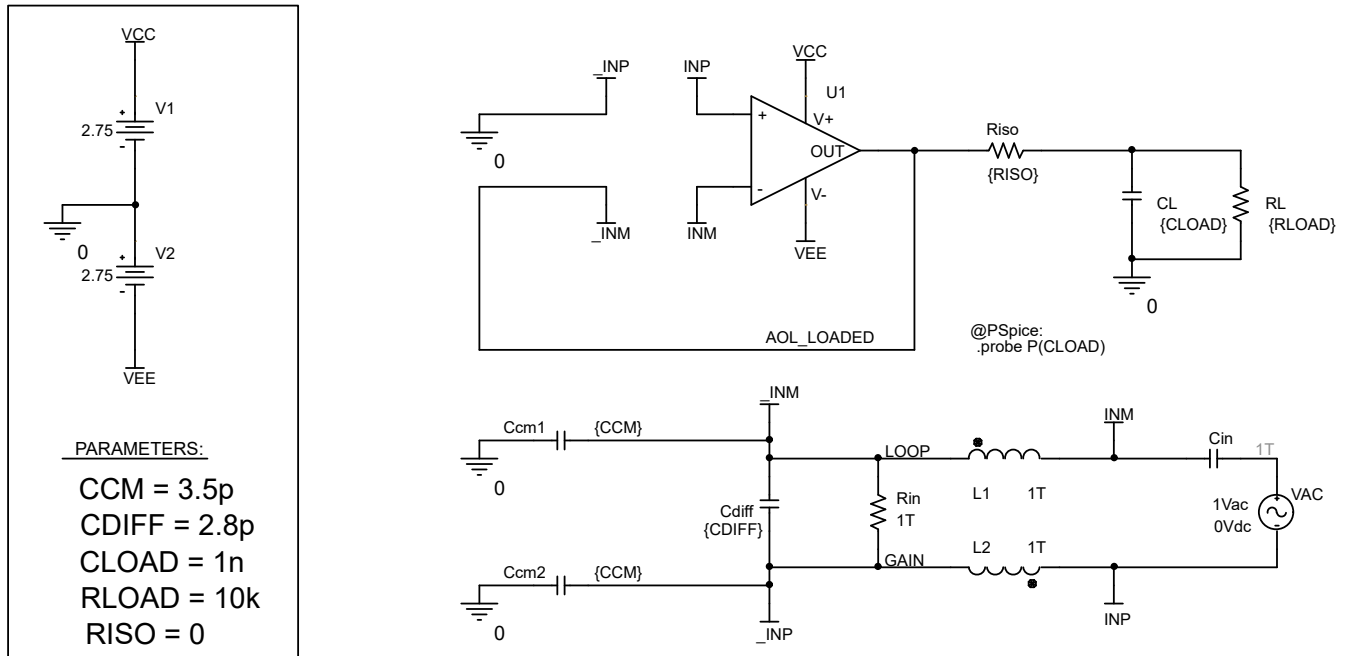 VCC
+
V1
2.75
-
0
+
V2
2.75
-
VEE
PARAMETERS:
CCM = 3.5p
CDIFF = 2.8p
CLOAD = 1n
RLOAD = 10k
RISO = 0
_INP
INP
VCC
U1
+
V+
0
OUT
Riso
{RISO}
-
V-
_INM
INM
VEE
CL
{CLOAD}
RL
{RLOAD}
0
AOL_LOADED
@PSpice:
.probe P(CLOAD)
_INM
INM
Ccm1
{CCM}
Cin
1T
LOOP
0
L1
1T
Rin
1T
Cdiff
{CDIFF}
VAC
1Vac
0Vdc
+
-
L2
1T
GAIN
Ccm2
{CCM}
0
_INP
INP